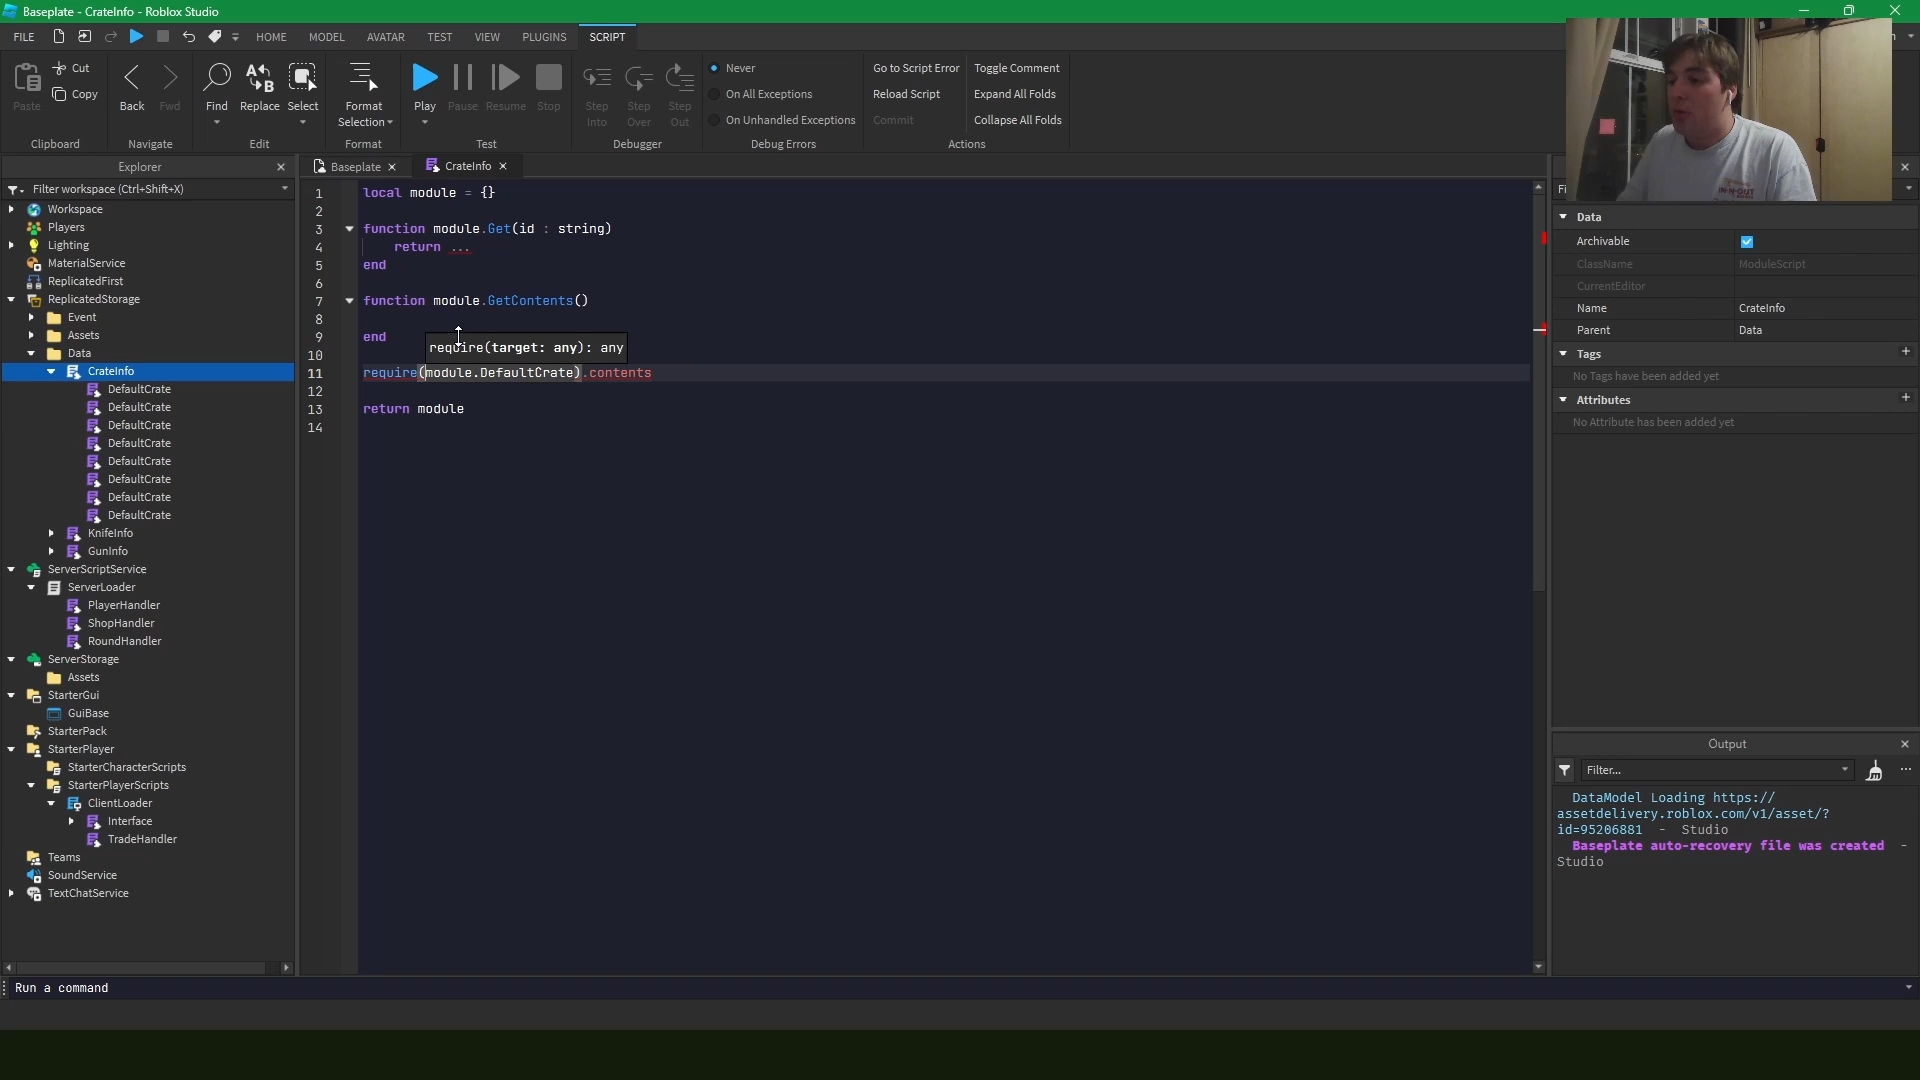 Baseplate - CrateInfo - Roblox Studio
FILE HOME MODEL AVATAR TEST VIEW PLUGINS SCRIPT
Paste Cut Copy
Back Fwd
Find Replace Select
Format Selection
Play Pause Resume Stop
Step Into Step Over Step Out
Never
On All Exceptions
On Unhandled Exceptions
Go to Script Error
Reload Script
Commit
Toggle Comment
Expand All Folds
Collapse All Folds
Clipboard Navigate Edit Format Test Debugger Debug Errors Actions
Explorer
Filter workspace (Ctrl+Shift+X)
Workspace
Players
Lighting
MaterialService
ReplicatedFirst
ReplicatedStorage
Event
Assets
Data
CrateInfo
DefaultCrate
DefaultCrate
DefaultCrate
DefaultCrate
DefaultCrate
DefaultCrate
DefaultCrate
DefaultCrate
KnifeInfo
GunInfo
ServerScriptService
ServerLoader
PlayerHandler
ShopHandler
RoundHandler
ServerStorage
Assets
StarterGui
GuiBase
StarterPack
StarterPlayer
StarterCharacterScripts
StarterPlayerScripts
ClientLoader
Interface
TradeHandler
Teams
SoundService
TextChatService
Baseplate CrateInfo
1 local module = {}
2
3 function module.Get(id : string)
4 return ...
5 end
6
7 function module.GetContents()
8
9 end
require(target: any): any
10
11 require(module.DefaultCrate).contents
12
13 return module
14
IN-N-OUT
Data
Archivable
ClassName ModuleScript
CurrentEditor
Name CrateInfo
Parent Data
Tags +
No Tags have been added yet
Attributes +
No Attribute has been added yet
Output
Filter...
DataModel Loading https://
assetdelivery.roblox.com/v1/asset/?
id=95206881 - Studio
Baseplate auto-recovery file was created -
Studio
Run a command